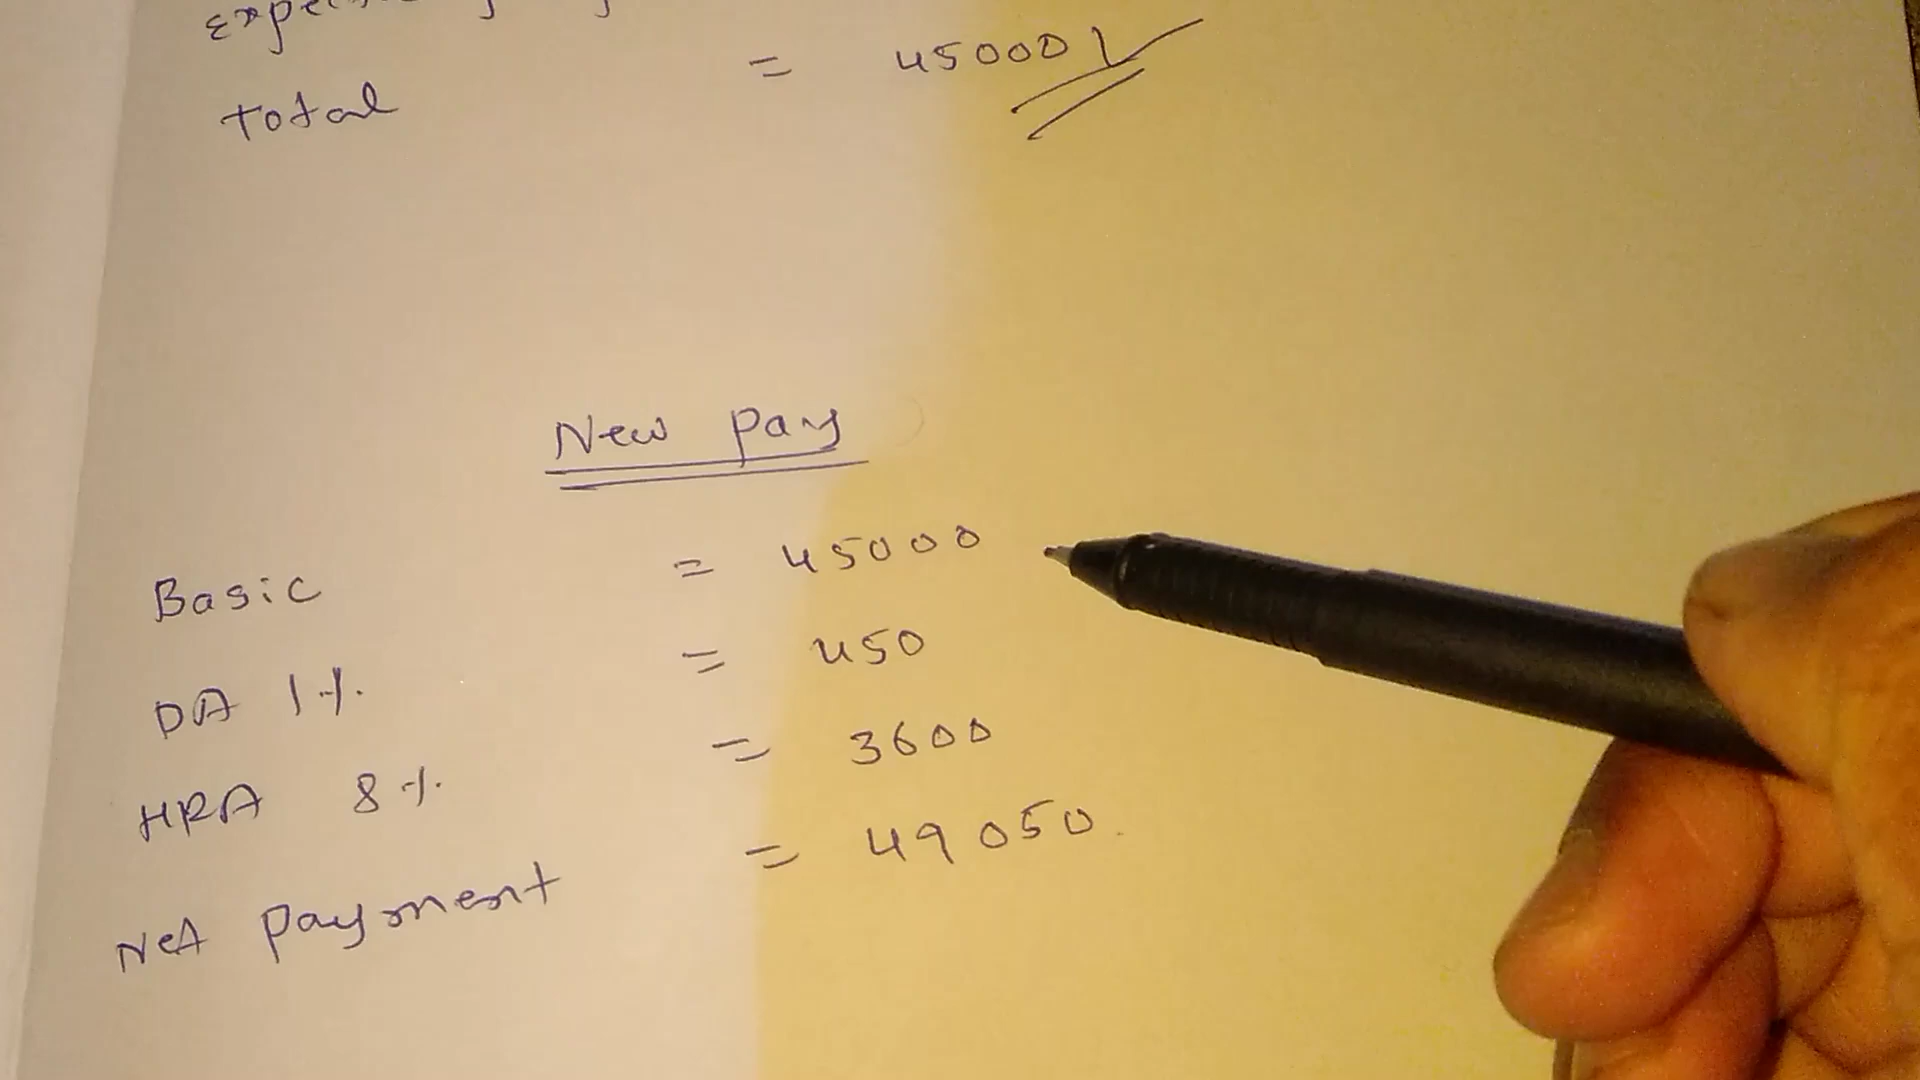 Total = 45000/
New Pay
Basic = 45000
DA 1% = 450
HRA 8% = 3600
Net Payment = 49050.